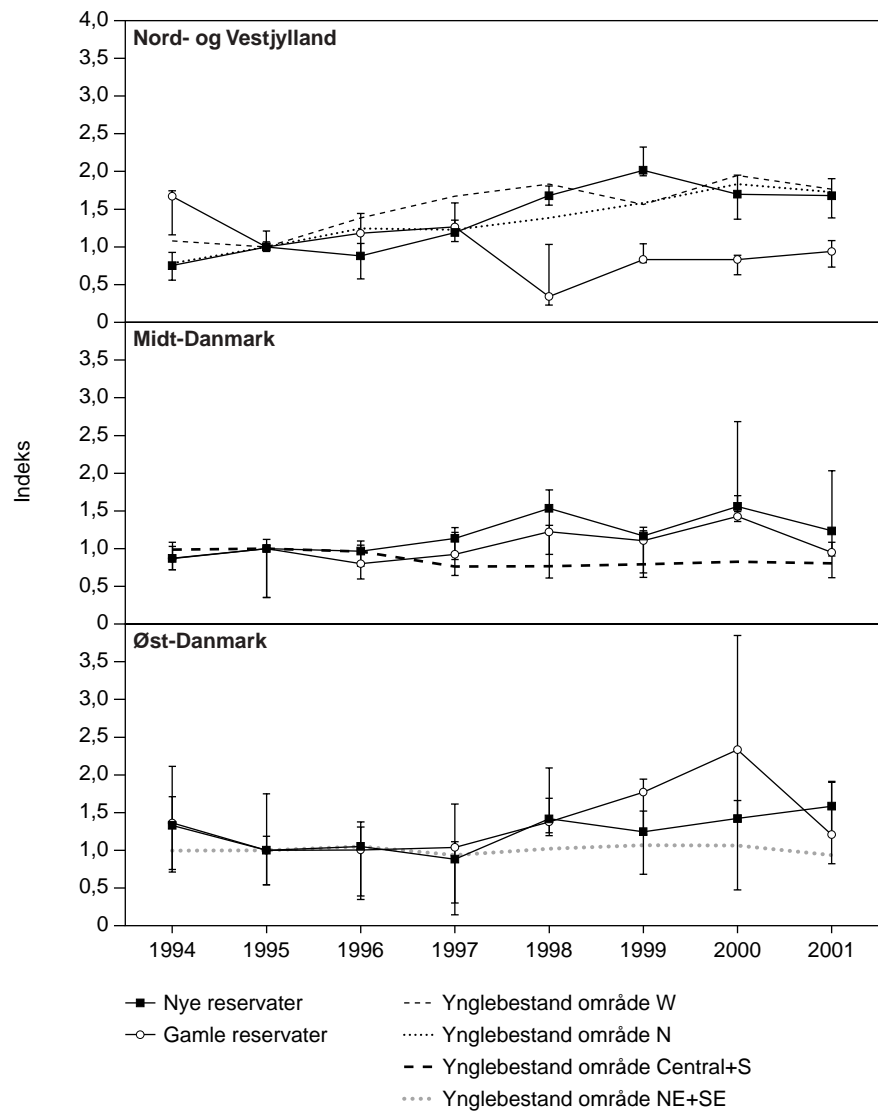 4,0
Nord- og Vestjylland
3,5
3,0
2,5
2,0
1,5
1,0
0,5
0
Midt-Danmark
3,5
3,0
2,5
2,0
1,5
1,0
0,5
0
Indeks
Øst-Danmark
3,5
3,0
2,5
2,0
1,5
1,0
0,5
0
1994 1995 1996 1997 1998 1999 2000 2001
Nye reservater
Gamle reservater
Ynglebestand område W
Ynglebestand område N
Ynglebestand område Central+S
Ynglebestand område NE+SE